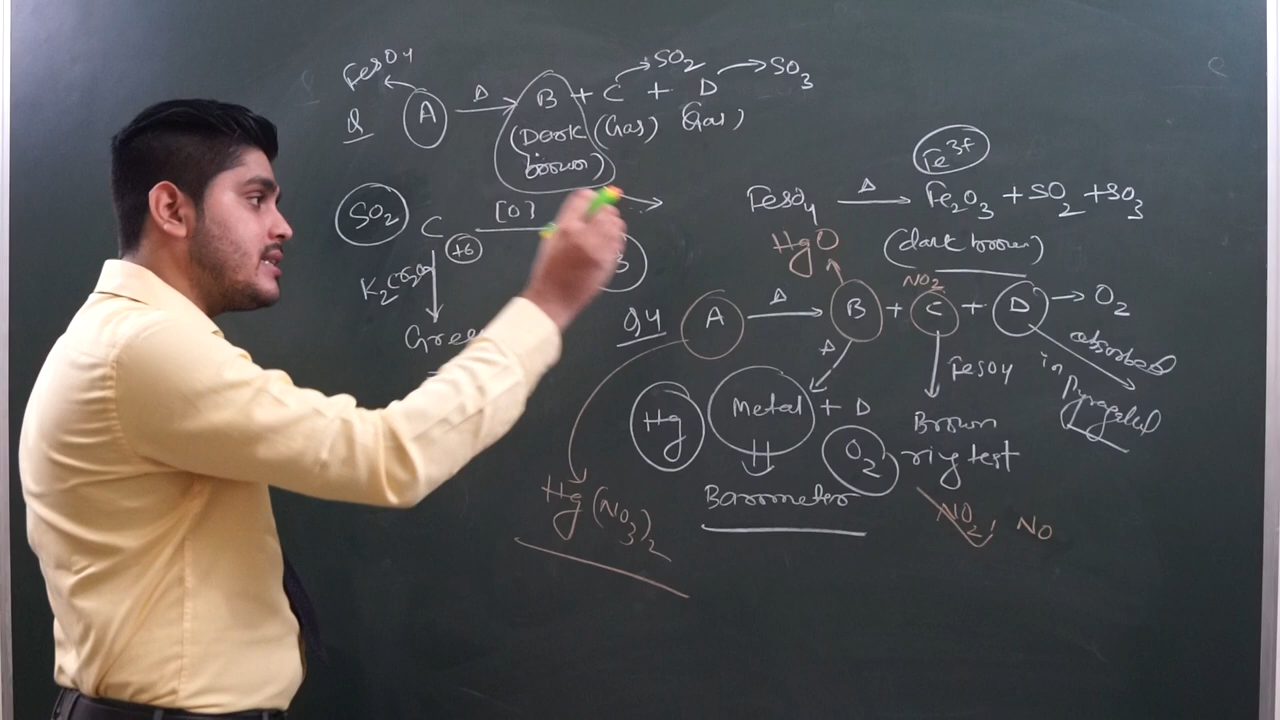 FeSO4
Q A Δ B + C + D
SO2
SO3
(Dark brown) (Gas) Gas)
SO2 C [O]
+6
K2Cr2O7
Green
B
Fe3+
FeSO4 Δ Fe2O3 + SO2 + SO3
(dark brown)
HgO
NO2
Q4 A Δ B + C + D → O2
Δ
FeSO4
absorbed
in
Pyragelul
Hg Metal + D
O2
Brown
ring test
Barometer
Hg(NO3)2
NO2, NO